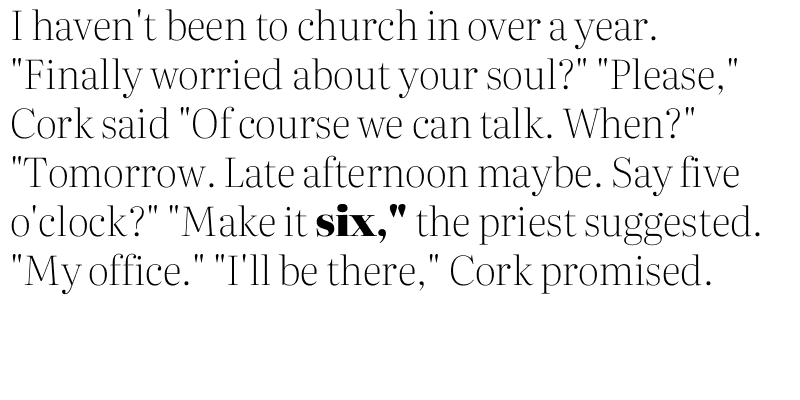 I haven't been to church in over a year.
"Finally worried about your soul?" "Please,"
Cork said "Of course we can talk. When?"
"Tomorrow. Late afternoon maybe. Say five
o'clock?" "Make it six," the priest suggested.
"My office." "I'll be there," Cork promised.